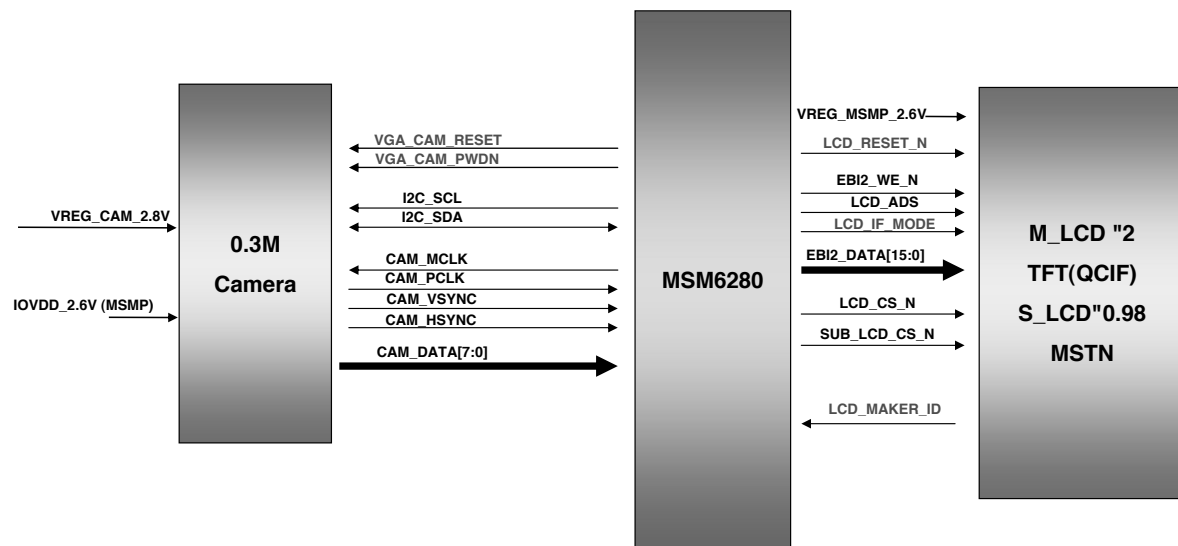 VREG_CAM_2.8V
IOVDD_2.6V (MSMP)
0.3M
Camera
VGA_CAM_RESET
VGA_CAM_PWDN
I2C_SCL
I2C_SDA
CAM_MCLK
CAM_PCLK
CAM_VSYNC
CAM_HSYNC
CAM_DATA[7:0]
MSM6280
VREG_MSMP_2.6V
LCD_RESET_N
EBI2_WE_N
LCD_ADS
LCD_IF_MODE
EBI2_DATA[15:0]
LCD_CS_N
SUB_LCD_CS_N
LCD_MAKER_ID
M_LCD "2
TFT(QCIF)
S_LCD"0.98
MSTN